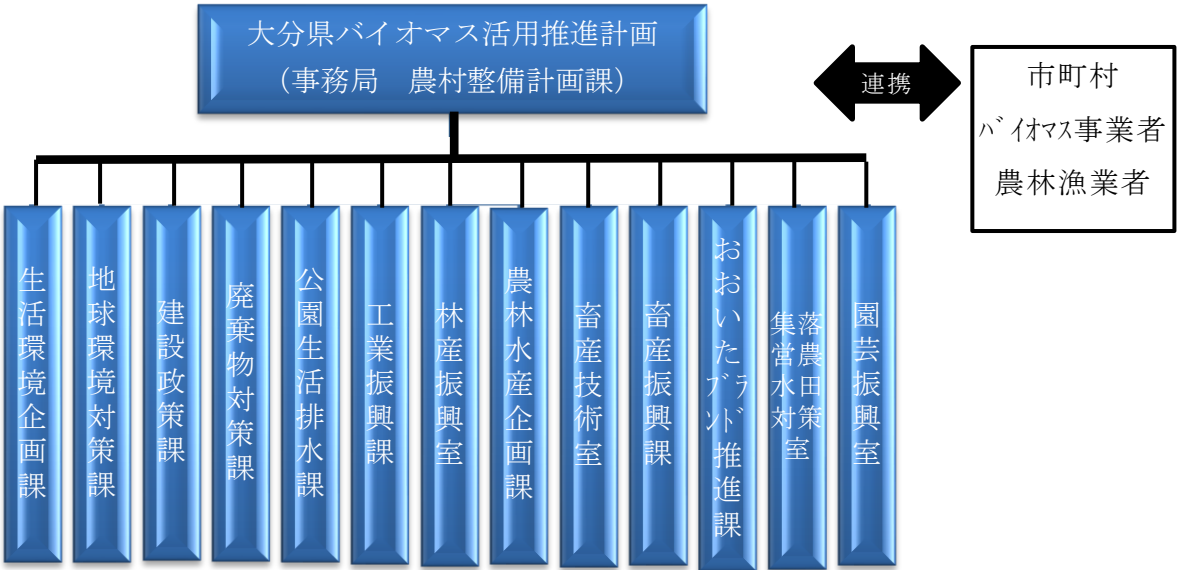 大分県バイオマス活用推進計画
（事務局　農村整備計画課）
連携
市町村
ﾊﾞｲｵﾏｽ事業者
農林漁業者
生活環境企画課
地球環境対策課
建設政策課
廃棄物対策課
公園生活排水課
工業振興課
林産振興室
農林水産企画課
畜産技術室
畜産振興課
おおいたﾌﾞﾗﾝﾄﾞ推進課
集落営農水田対策室
園芸振興室